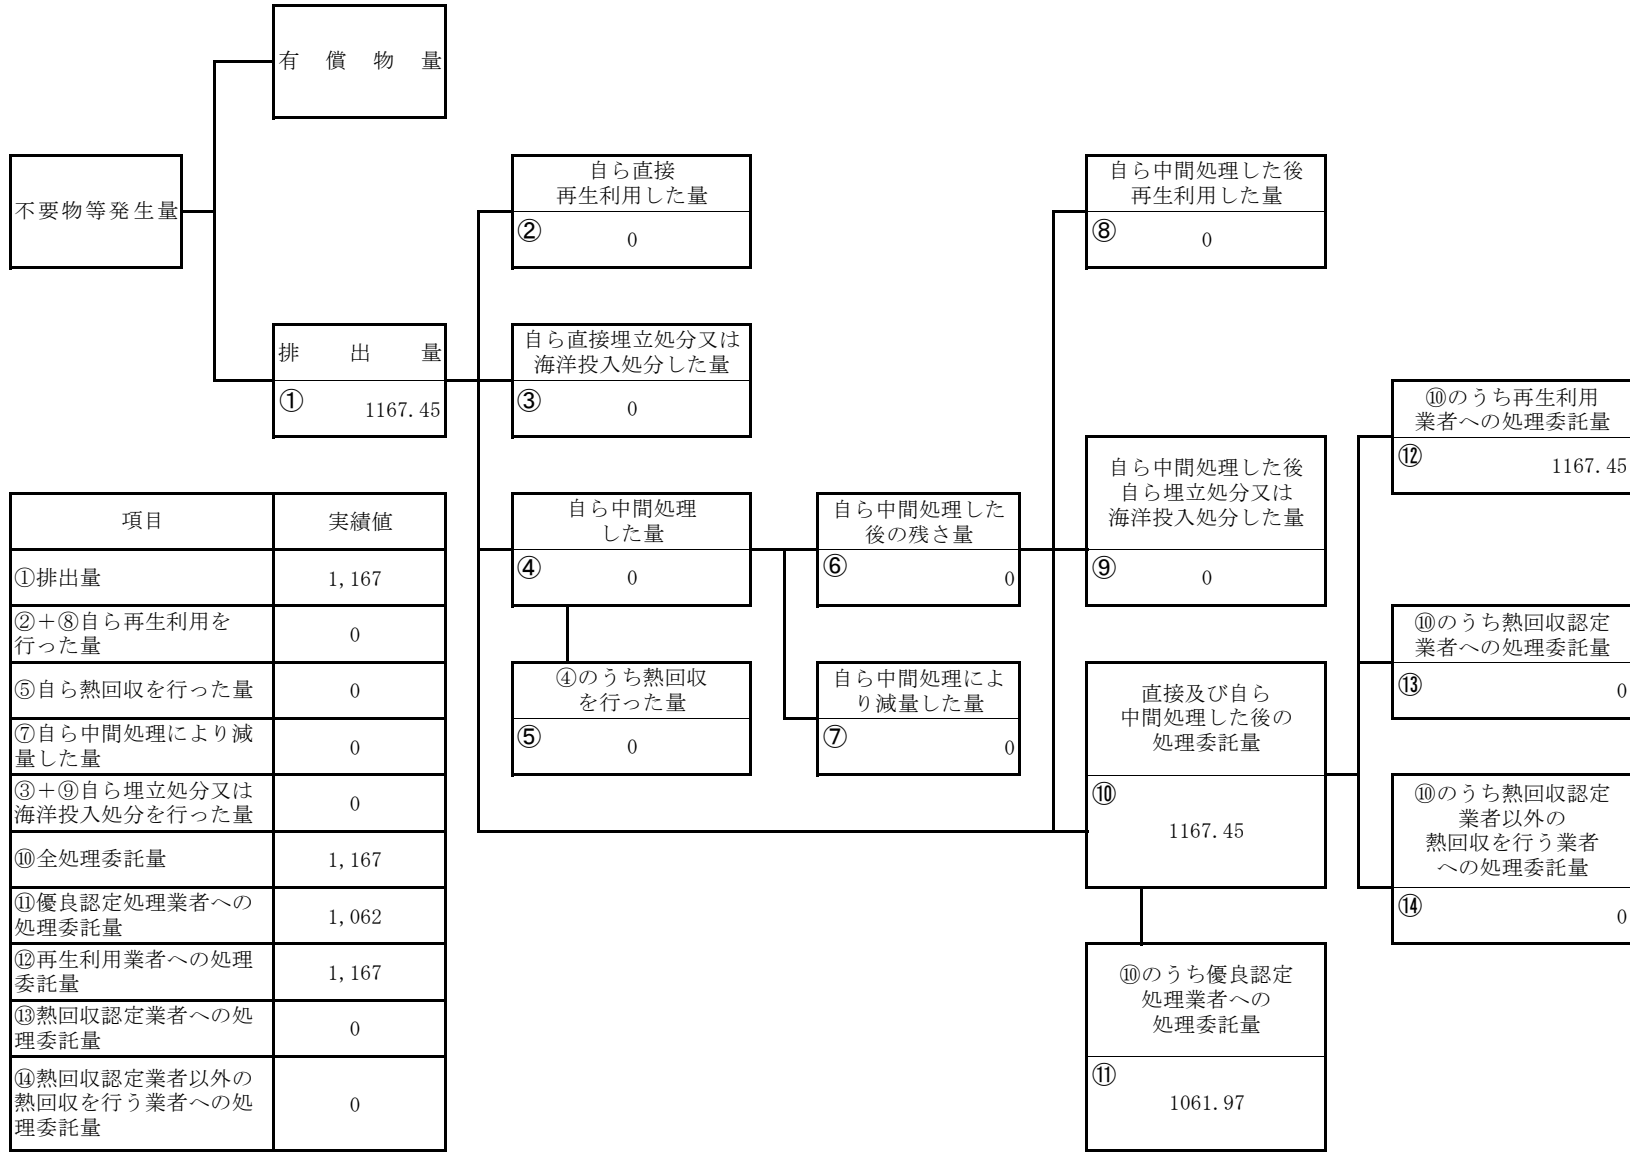 有償物量
不要物等発生量
排出量
① 1167.45
自ら直接
再生利用した量
② 0
自ら直接埋立処分又は
海洋投入処分した量
③ 0
自ら中間処理
した量
④ 0
④のうち熱回収
を行った量
⑤ 0
自ら中間処理した
後の残さ量
⑥ 0
自ら中間処理によ
り減量した量
⑦ 0
自ら中間処理した後
再生利用した量
⑧ 0
自ら中間処理した後
自ら埋立処分又は
海洋投入処分した量
⑨ 0
直接及び自ら
中間処理した後の
処理委託量
⑩
1167.45
⑩のうち優良認定
処理業者への
処理委託量
⑪
1061.97
⑩のうち再生利用
業者への処理委託量
⑫ 1167.45
⑩のうち熱回収認定
業者への処理委託量
⑬ 0
⑩のうち熱回収認定
業者以外の
熱回収を行う業者
への処理委託量
⑭ 0
項目 実績値
①排出量 1,167
②+⑧自ら再生利用を
行った量 0
⑤自ら熱回収を行った量 0
⑦自ら中間処理により減
量した量 0
③+⑨自ら埋立処分又は
海洋投入処分を行った量 0
⑩全処理委託量 1,167
⑪優良認定処理業者への
処理委託量 1,062
⑫再生利用業者への処理
委託量 1,167
⑬熱回収認定業者への処
理委託量 0
⑭熱回収認定業者以外の
熱回収を行う業者への処
理委託量 0